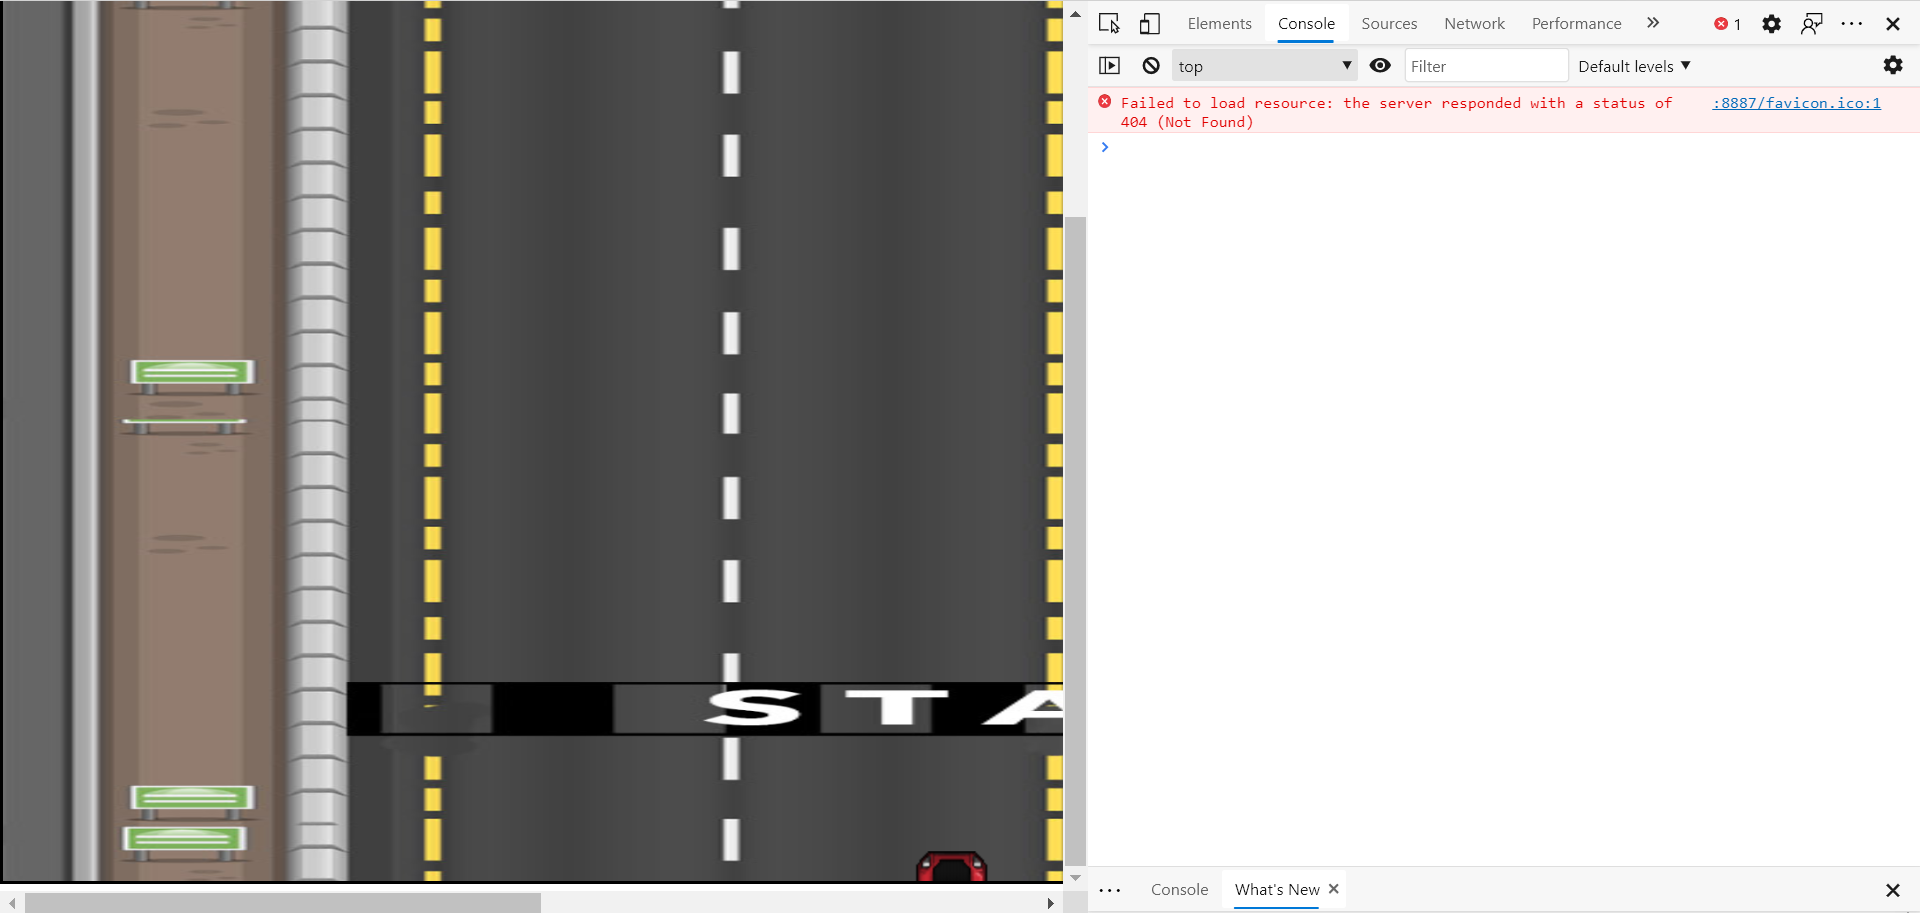 Elements Console Sources Network Performance 1
top Filter Default levels
Failed to load resource: the server responded with a status of :8887/favicon.ico:1
404 (Not Found)
STA
Console What's New